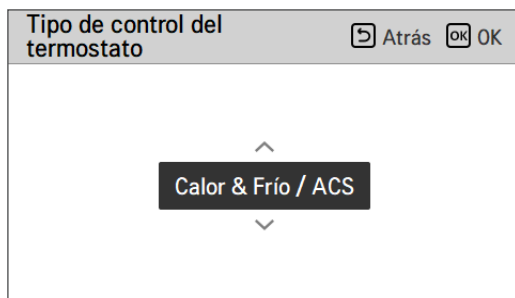 Tipo de control del
termostato
Atrás OK OK
Calor & Frío / ACS